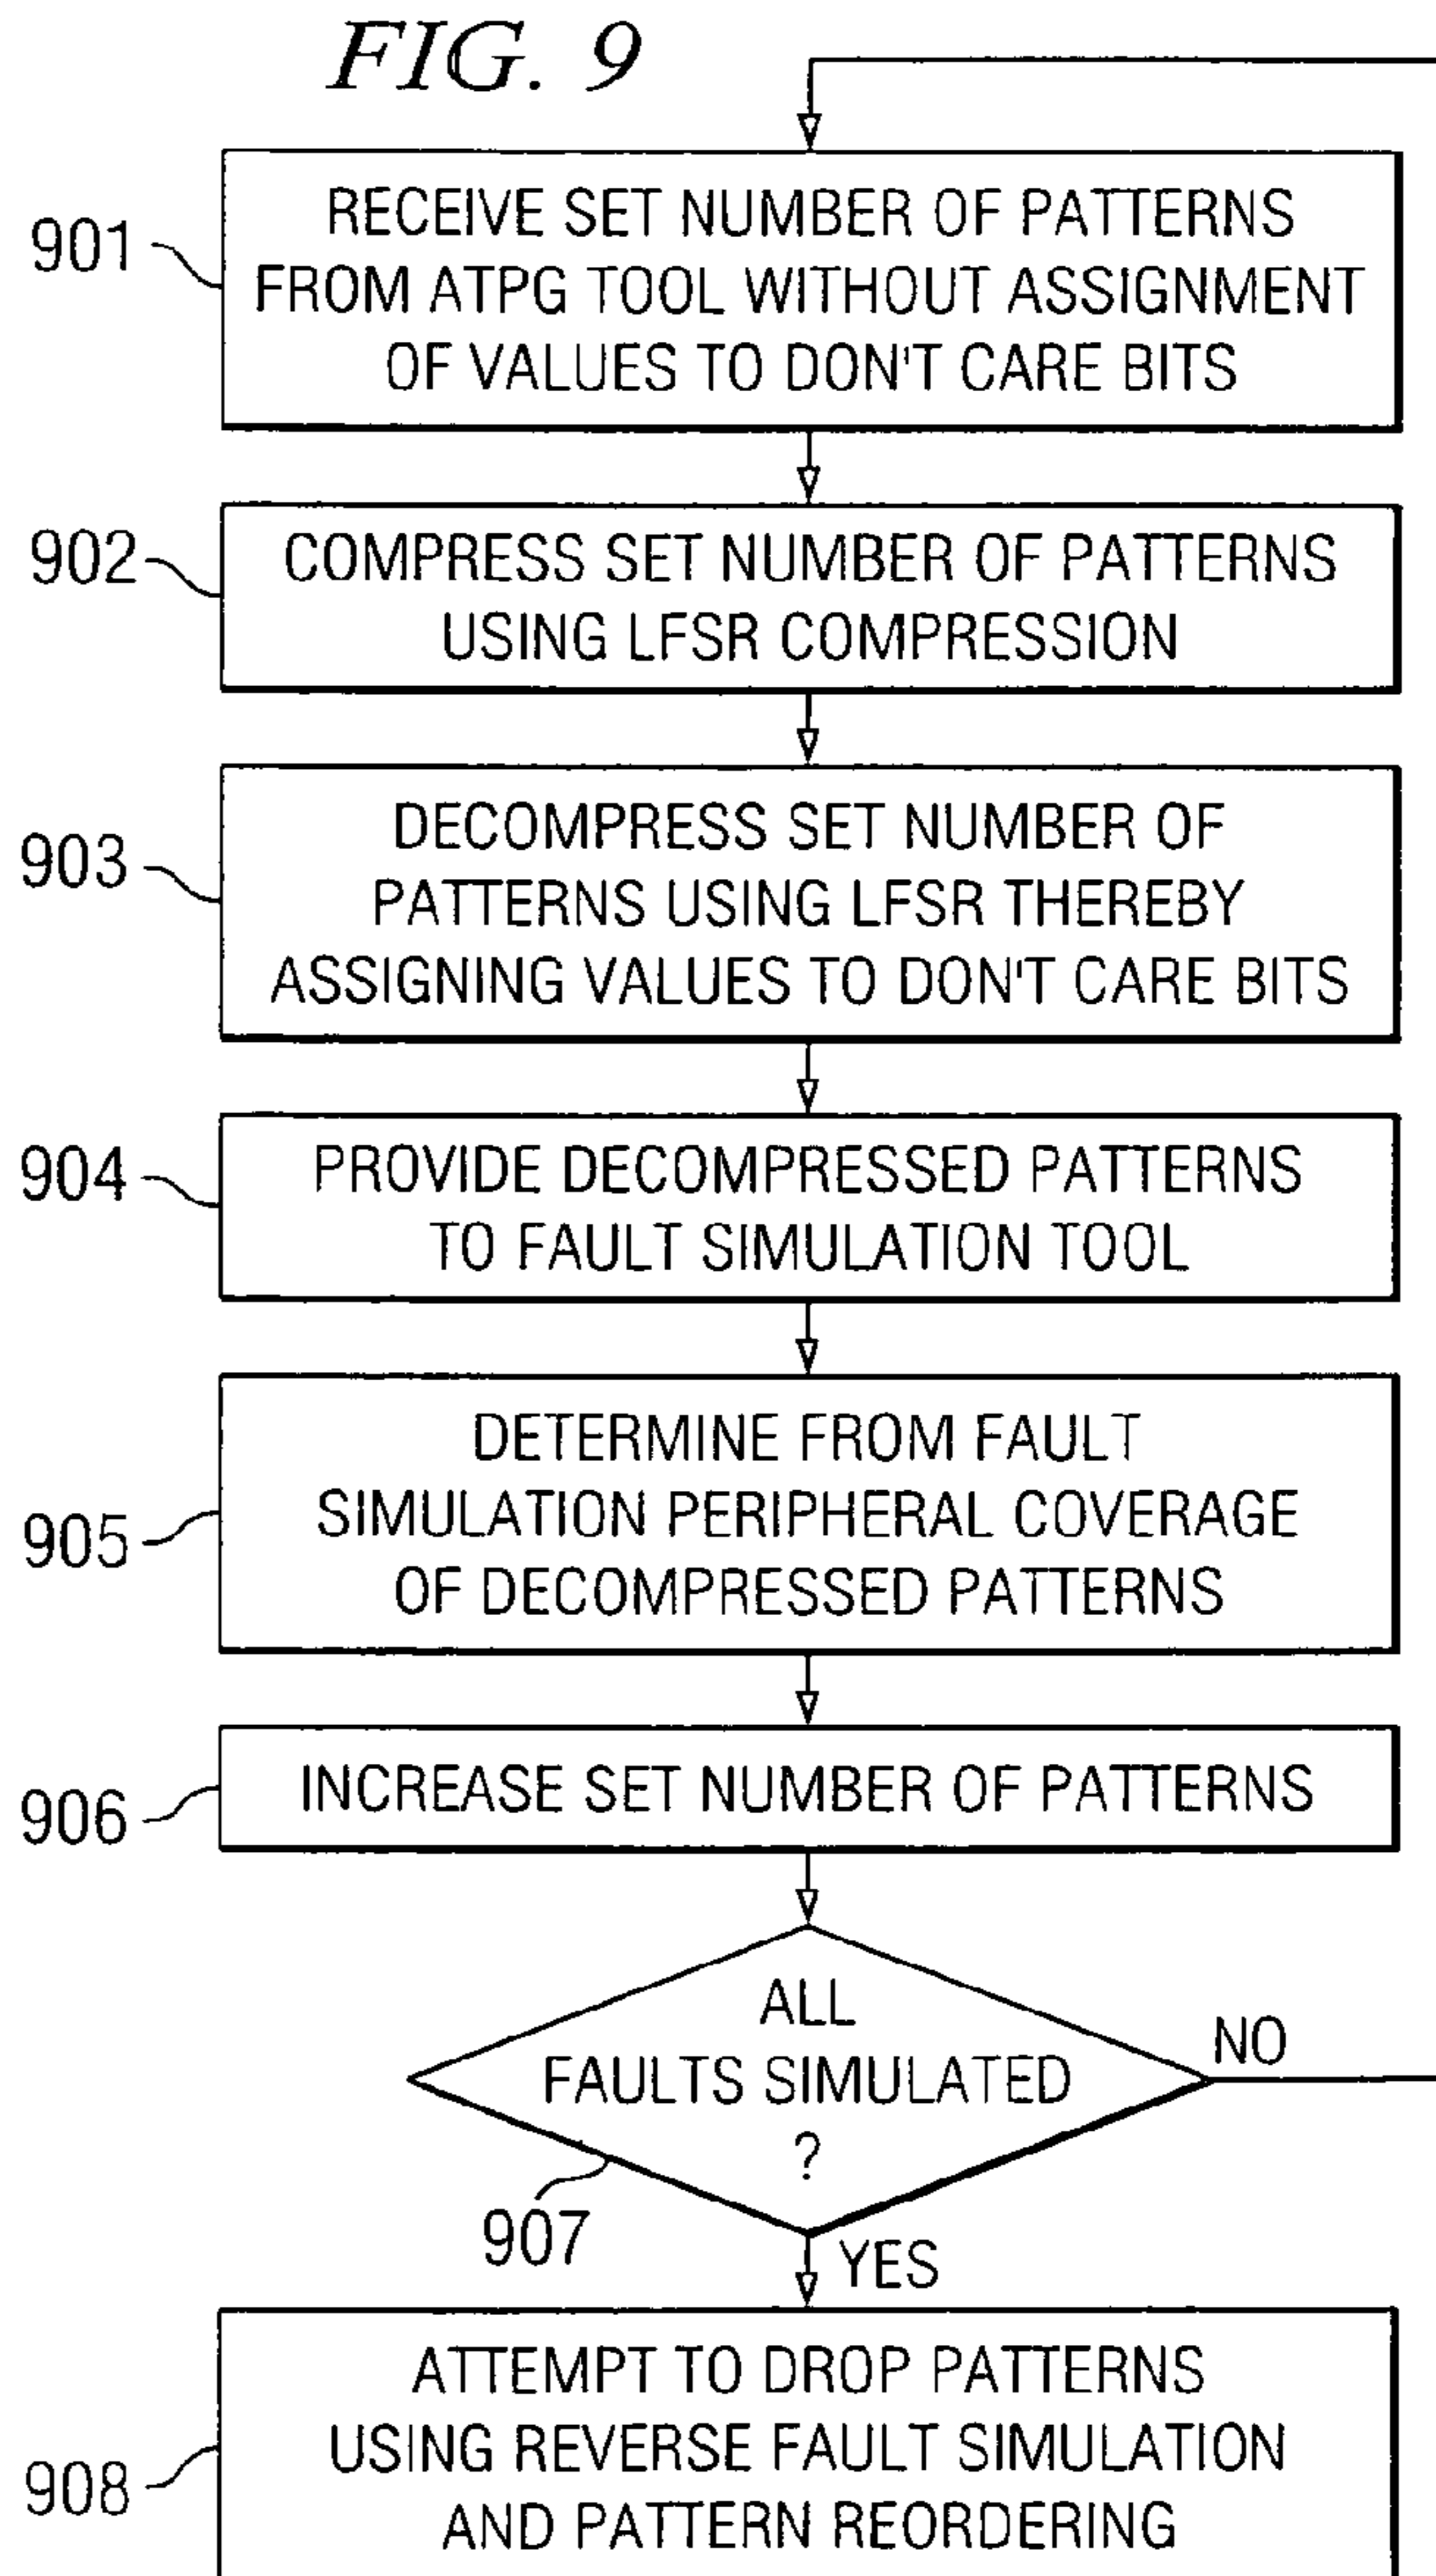 FIG. 9
901
RECEIVE SET NUMBER OF PATTERNS
FROM ATPG TOOL WITHOUT ASSIGNMENT
OF VALUES TO DON'T CARE BITS
902
COMPRESS SET NUMBER OF PATTERNS
USING LFSR COMPRESSION
903
DECOMPRESS SET NUMBER OF
PATTERNS USING LFSR THEREBY
ASSIGNING VALUES TO DON'T CARE BITS
904
PROVIDE DECOMPRESSED PATTERNS
TO FAULT SIMULATION TOOL
905
DETERMINE FROM FAULT
SIMULATION PERIPHERAL COVERAGE
OF DECOMPRESSED PATTERNS
906
INCREASE SET NUMBER OF PATTERNS
ALL
FAULTS SIMULATED
?
NO
907
YES
908
ATTEMPT TO DROP PATTERNS
USING REVERSE FAULT SIMULATION
AND PATTERN REORDERING